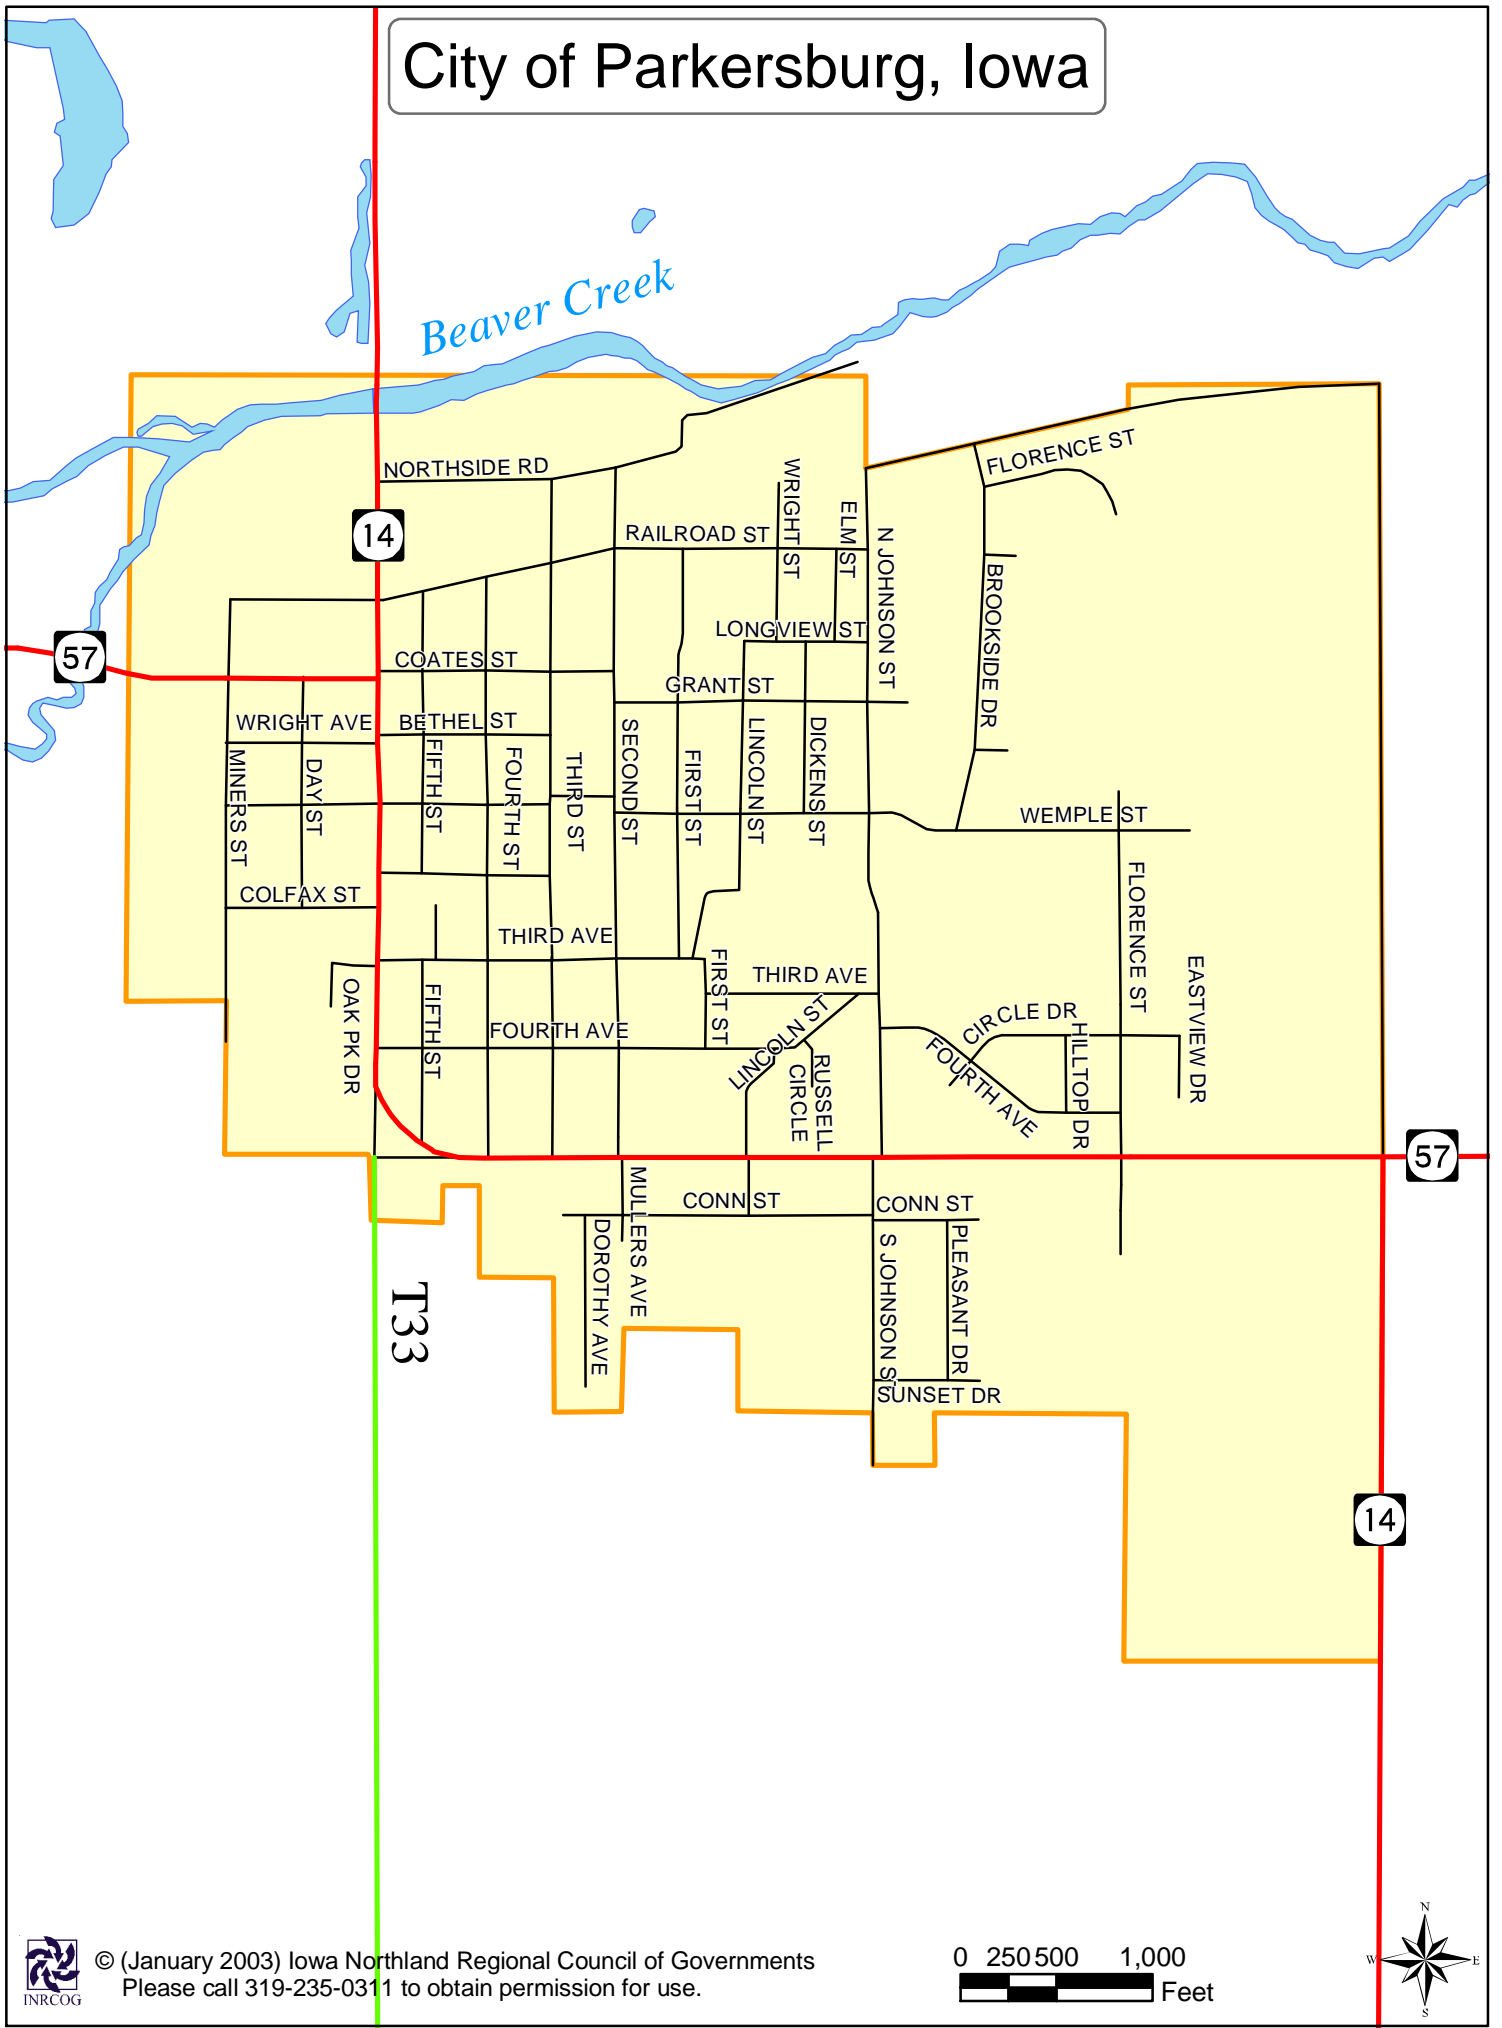 City of Parkersburg, Iowa
Beaver Creek
NORTHSIDE RD
FLORENCE ST
WRIGHT ST
ELM ST
14
RAILROAD ST
N JOHNSON ST
BROOKSIDE DR
LONGVIEW ST
57
COATES ST
GRANT ST
WRIGHT AVE
BETHEL ST
MINERS ST
DAY ST
FIFTH ST
FOURTH ST
THIRD ST
SECOND ST
FIRST ST
LINCOLN ST
DICKENS ST
WEMPLE ST
COLFAX ST
FLORENCE ST
THIRD AVE
FIRST ST
THIRD AVE
EASTVIEW DR
OAK PK DR
FIFTH ST
FOURTH AVE
LINCOLN ST
RUSSELL
CIRCLE
CIRCLE DR
FOURTH AVE
HILLTOP DR
57
MULLERS AVE
CONN ST
CONN ST
DOROTHY AVE
S JOHNSON ST
PLEASANT DR
T33
SUNSET DR
14
N
W
E
S
INRCOG
© (January 2003) Iowa Northland Regional Council of Governments
Please call 319-235-0311 to obtain permission for use.
0 250 500 1,000
Feet